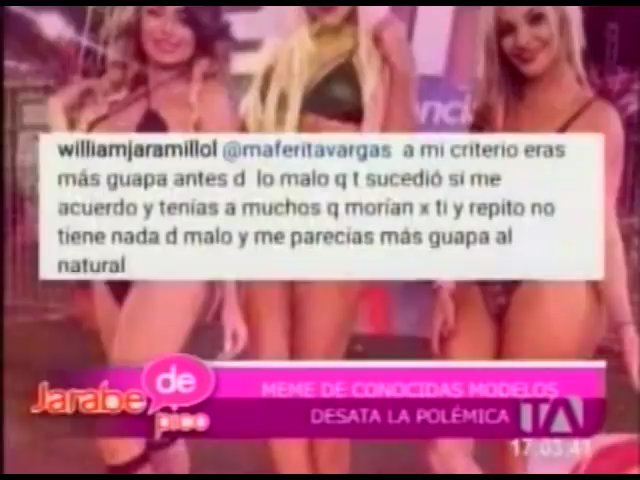 williamjaramillol @maferitavargas a mi criterio eras
más guapa antes d lo malo q t sucedió si me
acuerdo y tenías a muchos q morían x ti y repito no
tiene nada d malo y me parecías más guapa al
natural
Jarabe de pico
MEME DE CONOCIDAS MODELOS
DESATA LA POLÉMICA
TA
17:03:41